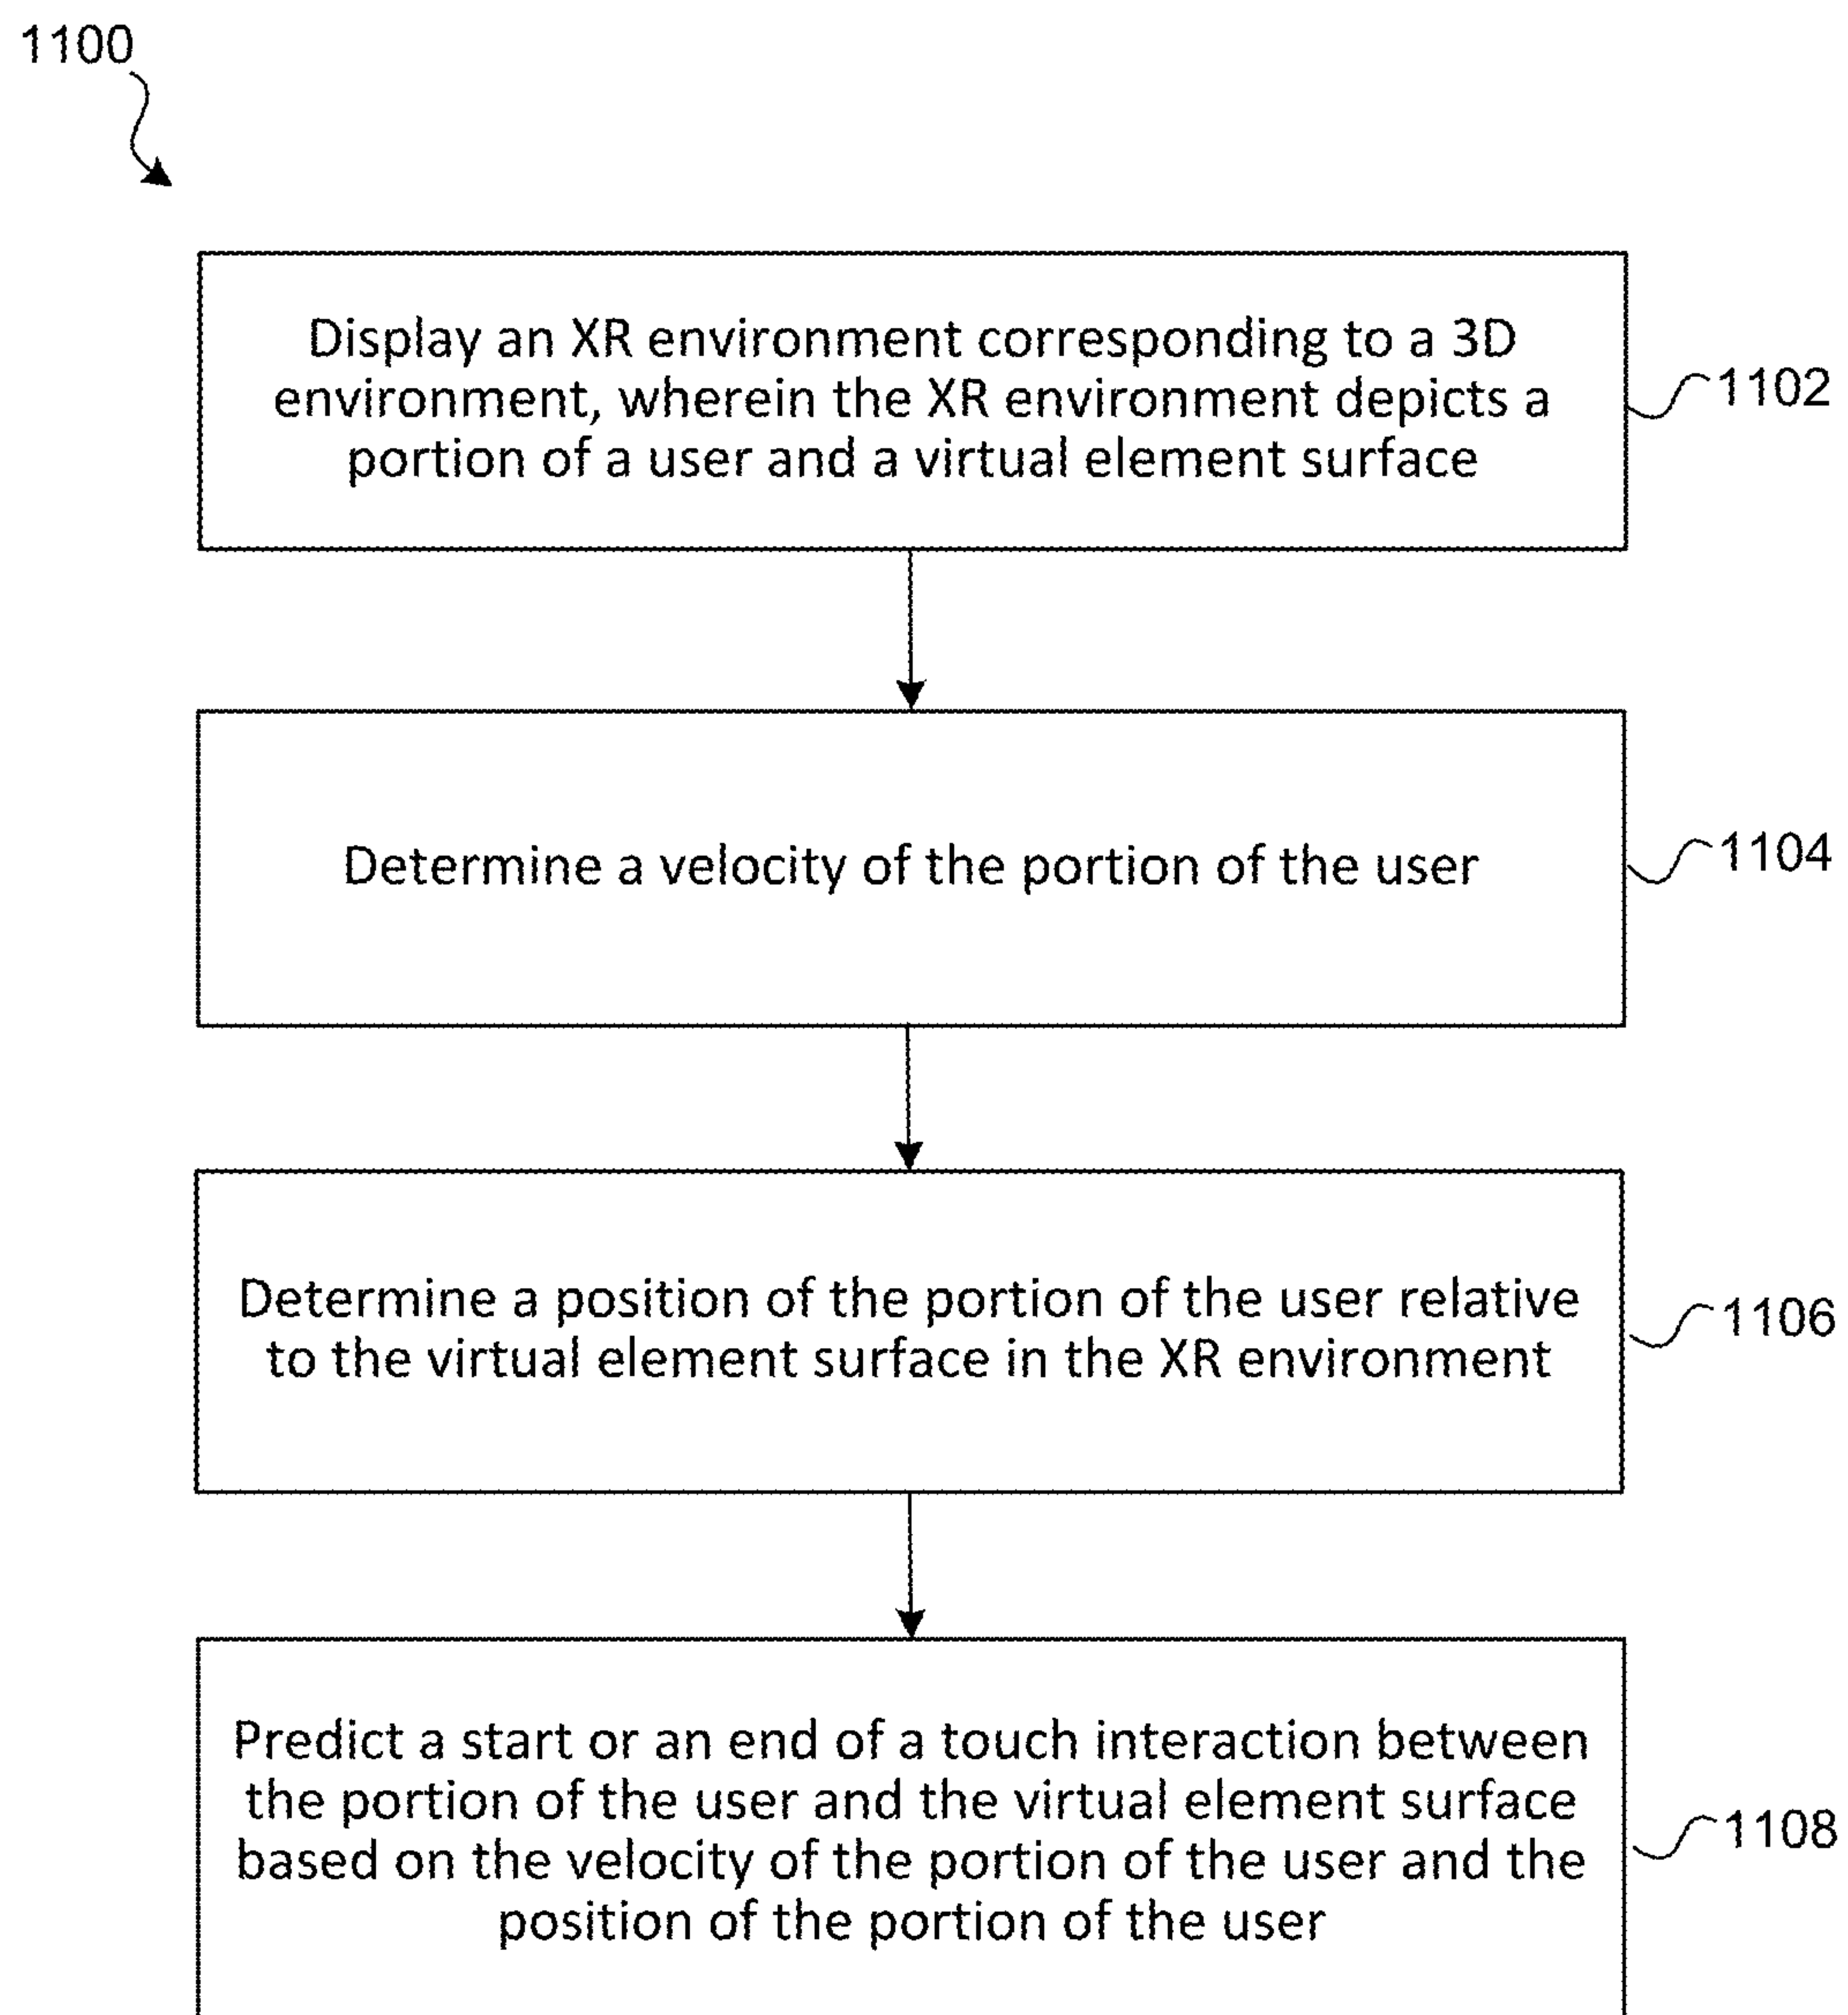 1100
Display an XR environment corresponding to a 3D
environment, wherein the XR environment depicts a
portion of a user and a virtual element surface
1102
Determine a velocity of the portion of the user
1104
Determine a position of the portion of the user relative
to the virtual element surface in the XR environment
1106
Predict a start or an end of a touch interaction between
the portion of the user and the virtual element surface
based on the velocity of the portion of the user and the
position of the portion of the user
1108